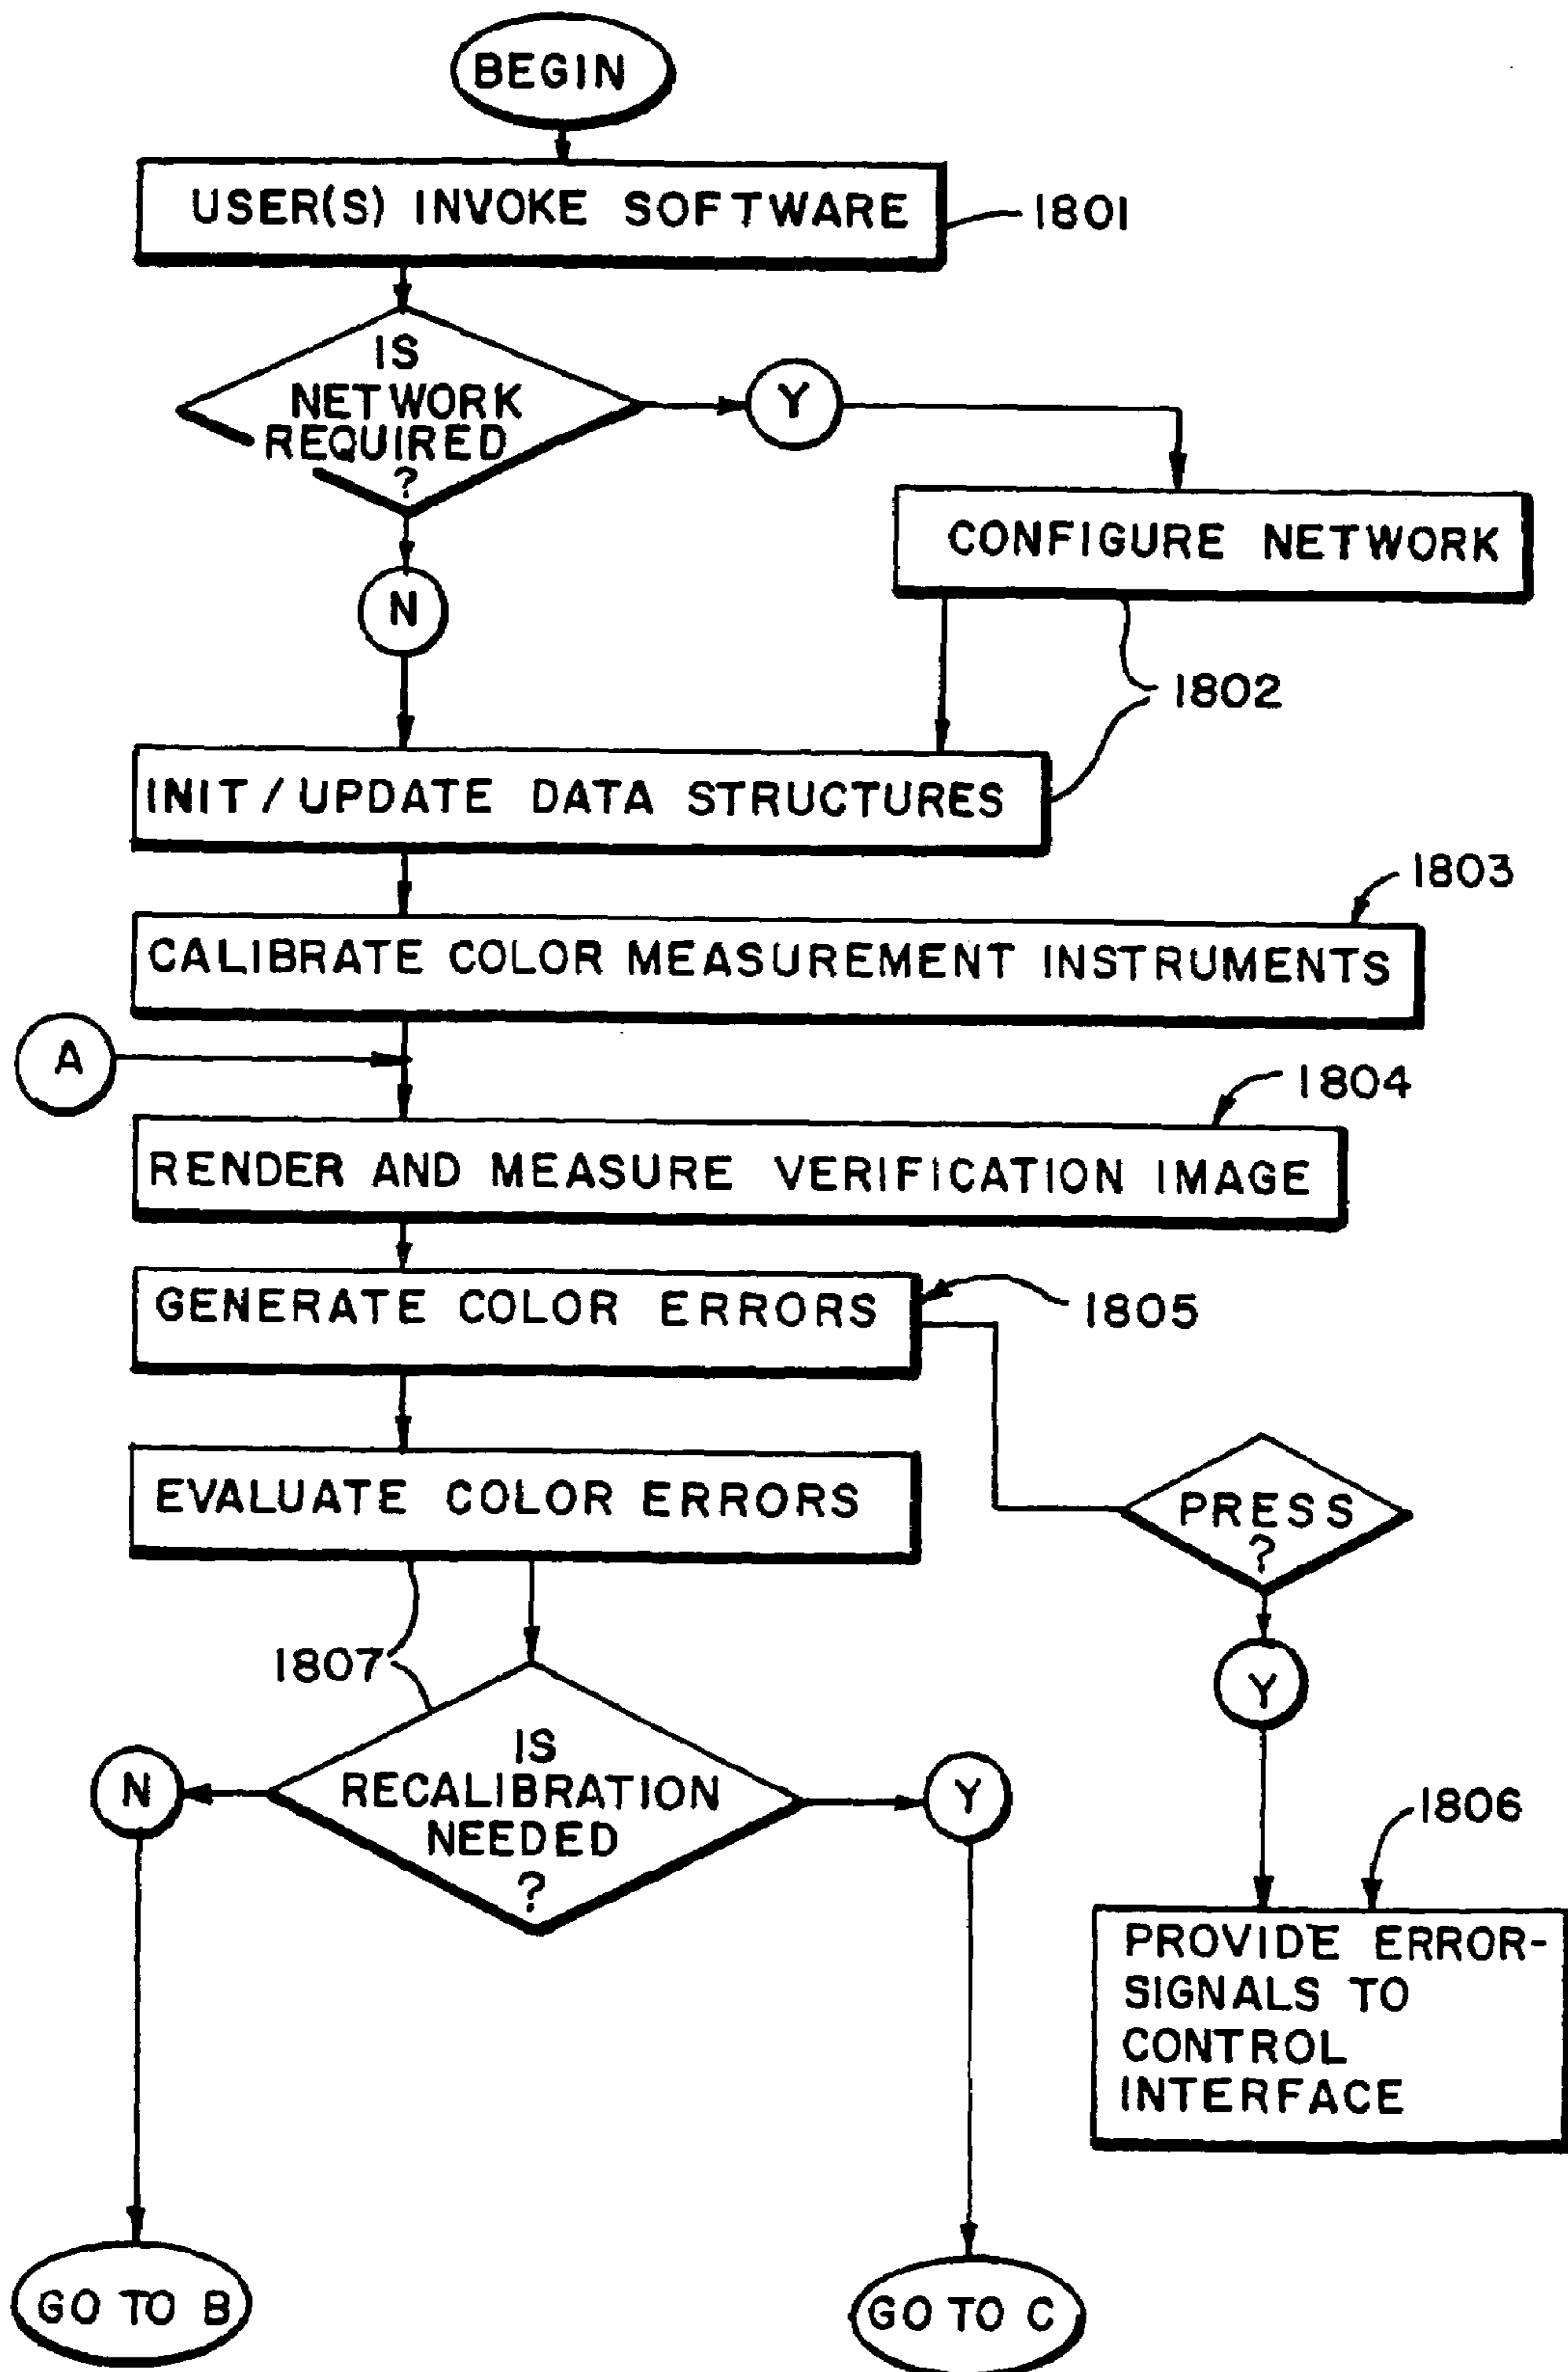 BEGIN
USER(S) INVOKE SOFTWARE
1801
IS
NETWORK
REQUIRED
?
Y
CONFIGURE NETWORK
N
1802
INIT / UPDATE DATA STRUCTURES
1803
CALIBRATE COLOR MEASUREMENT INSTRUMENTS
A
1804
RENDER AND MEASURE VERIFICATION IMAGE
GENERATE COLOR ERRORS
1805
EVALUATE COLOR ERRORS
PRESS
?
1807
Y
IS
RECALIBRATION
NEEDED
?
N
Y
1806
PROVIDE ERROR-
SIGNALS TO
CONTROL
INTERFACE
GO TO B
GO TO C